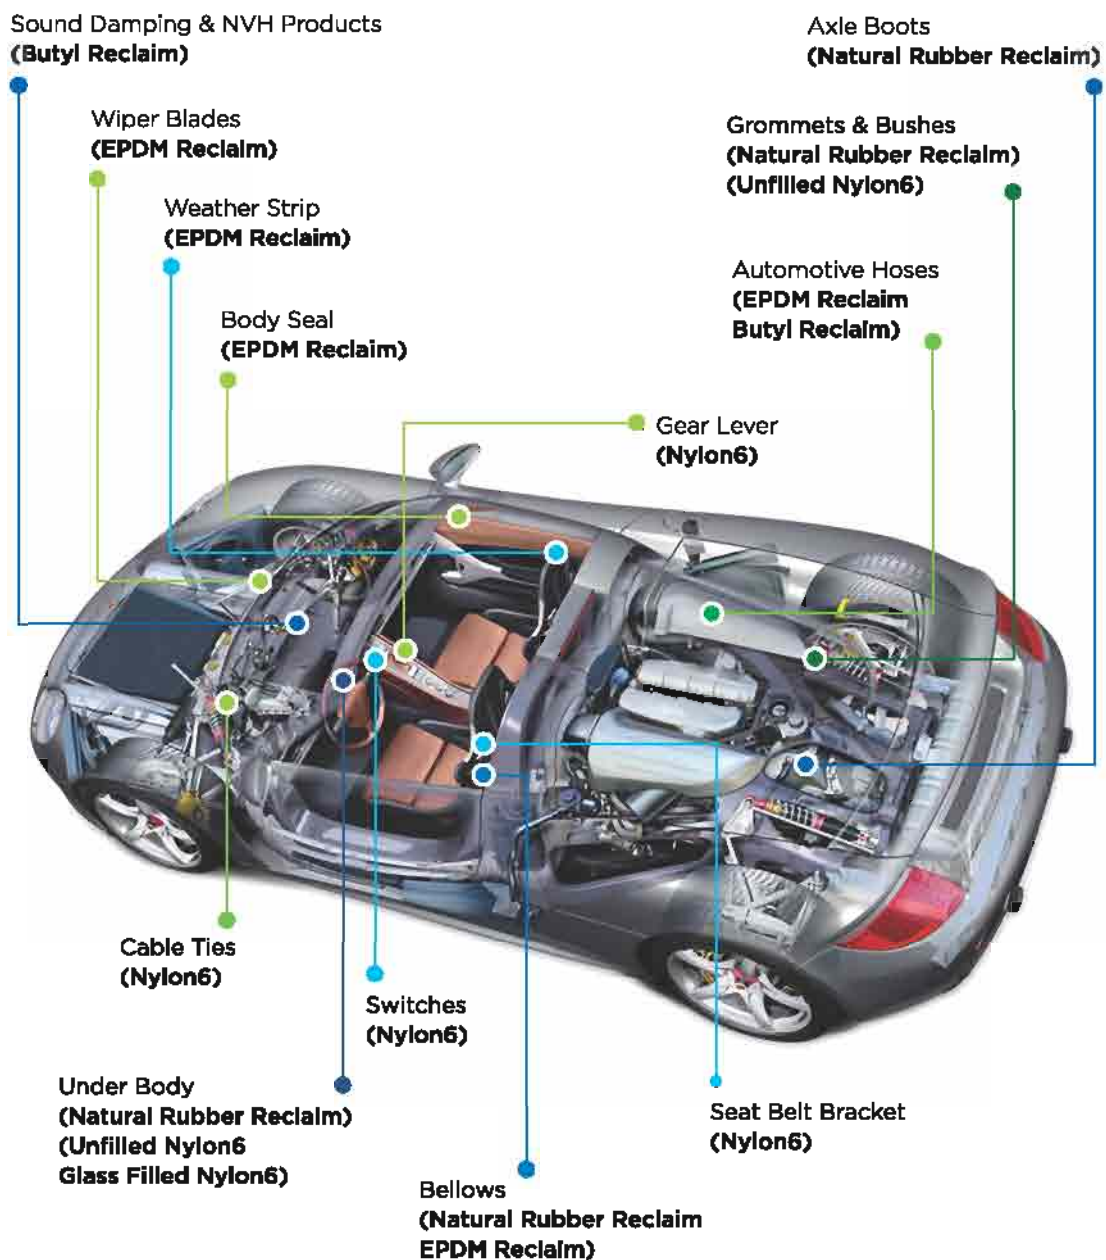 Sound Damping & NVH Products
(Butyl Reclaim)
Axle Boots
(Natural Rubber Reclaim)
Wiper Blades
(EPDM Reclaim)
Grommets & Bushes
(Natural Rubber Reclaim)
(Unfilled Nylon6)
Weather Strip
(EPDM Reclaim)
Automotive Hoses
(EPDM Reclaim
Butyl Reclaim)
Body Seal
(EPDM Reclaim)
Gear Lever
(Nylon6)
Cable Ties
(Nylon6)
Switches
(Nylon6)
Under Body
(Natural Rubber Reclaim)
(Unfilled Nylon6
Glass Filled Nylon6)
Seat Belt Bracket
(Nylon6)
Bellows
(Natural Rubber Reclaim
EPDM Reclaim)